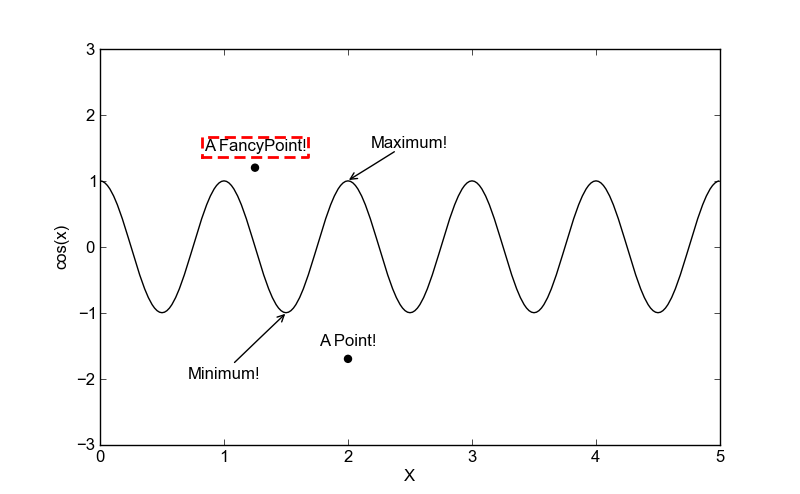 3
2
A FancyPoint!
Maximum!
1
cos(x)
0
−1
A Point!
Minimum!
−2
−3
0 1 2 3 4 5
X